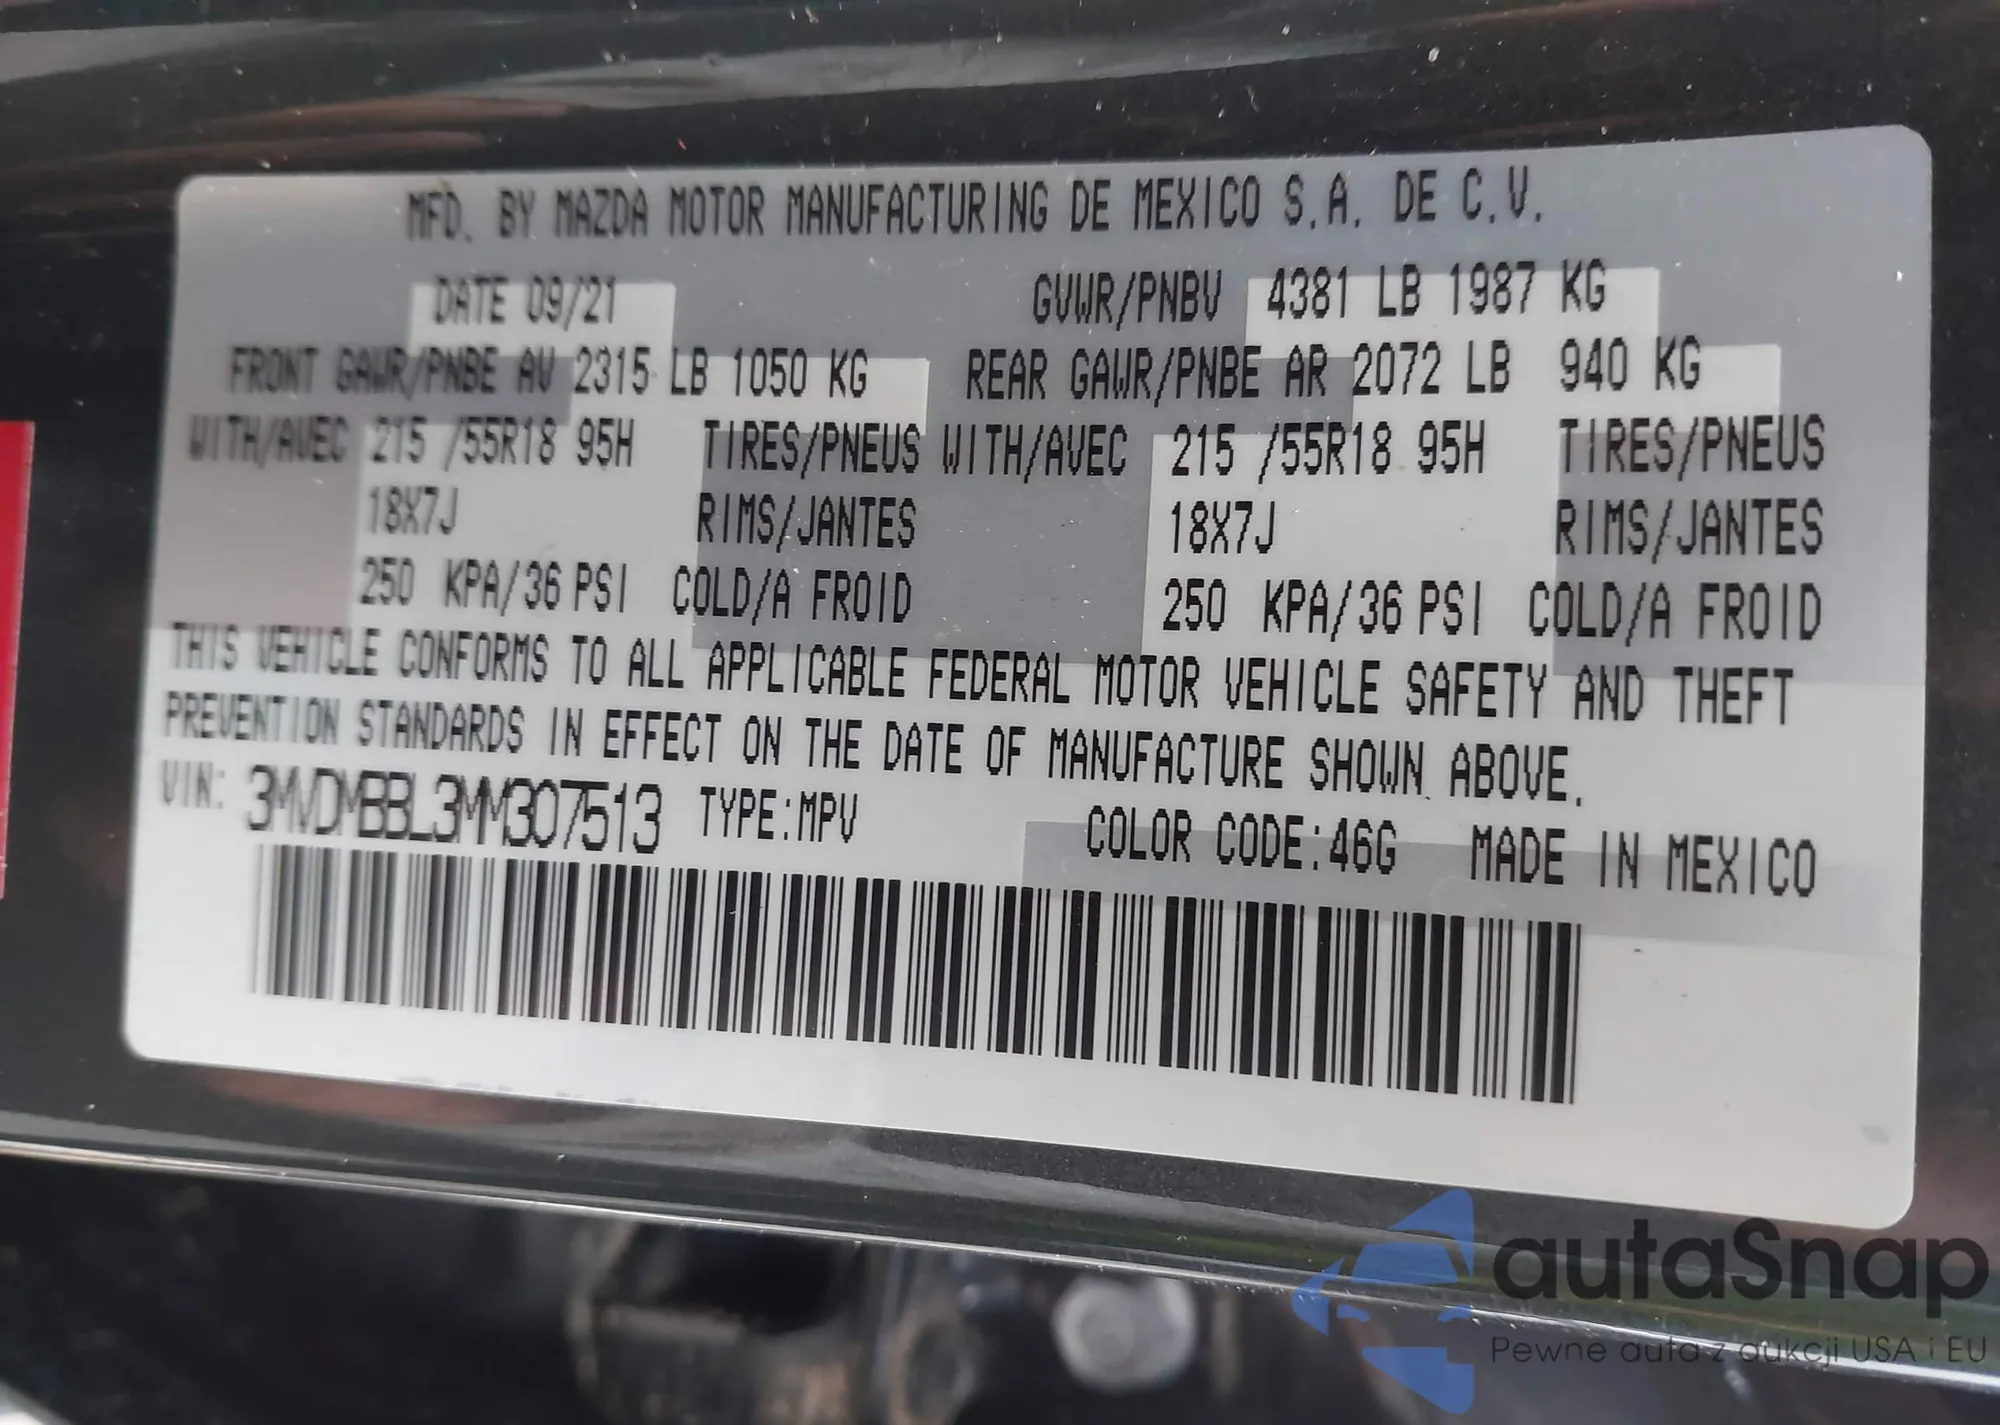 MFD. BY MAZDA MOTOR MANUFACTURING DE MEXICO S.A. DE C.V.
DATE 09/21 GVWR/PNBV 4381 LB 1987 KG
FRONT GAWR/PNBE AV 2315 LB 1050 KG REAR GAWR/PNBE AR 2072 LB 940 KG
WITH/AVEC 215 /55R18 95H TIRES/PNEUS WITH/AVEC 215 /55R18 95H TIRES/PNEUS
18X7J RIMS/JANTES 18X7J RIMS/JANTES
250 KPA/36 PSI COLD/A FROID 250 KPA/36 PSI COLD/A FROID
THIS VEHICLE CONFORMS TO ALL APPLICABLE FEDERAL MOTOR VEHICLE SAFETY AND THEFT
PREVENTION STANDARDS IN EFFECT ON THE DATE OF MANUFACTURE SHOWN ABOVE.
VIN: 3MVDMBBL3MM307513 TYPE:MPV COLOR CODE:46G MADE IN MEXICO
autaSnap
Pewne auta z aukcji USA i EU